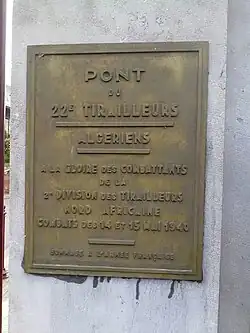 PONT
DU
22E TIRAILLEURS
ALGERIENS
A LA GLOIRE DES COMBATTANTS
DE LA
2E DIVISION DES TIRAILLEURS
NORD AFRICAINE
COMBATS DES 14 ET 15 MAI 1940
HOMMAGE A L'ARMEE FRANÇAISE